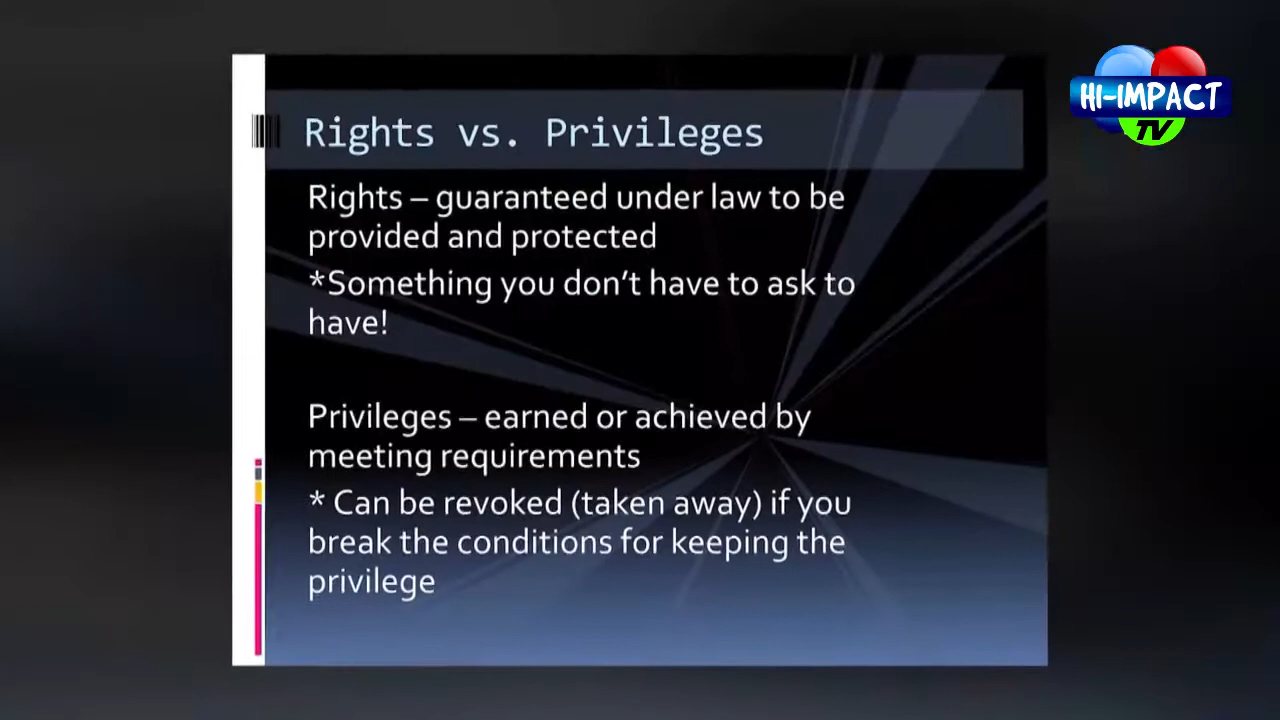 HI-IMPACT
TV
Rights vs. Privileges
Rights – guaranteed under law to be
provided and protected
*Something you don't have to ask to
have!
Privileges – earned or achieved by
meeting requirements
* Can be revoked (taken away) if you
break the conditions for keeping the
privilege